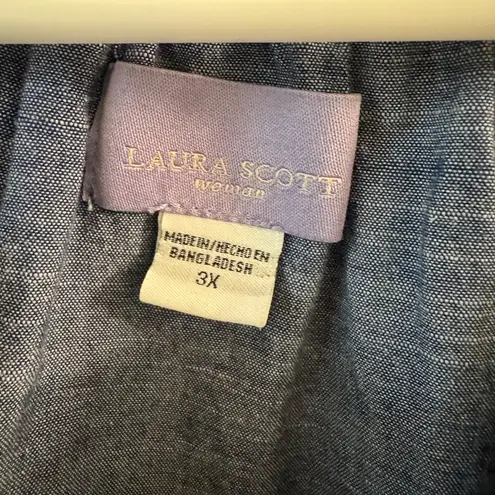 LAURA SCOTT
woman
MADE IN/HECHO EN
BANGLADESH
3X